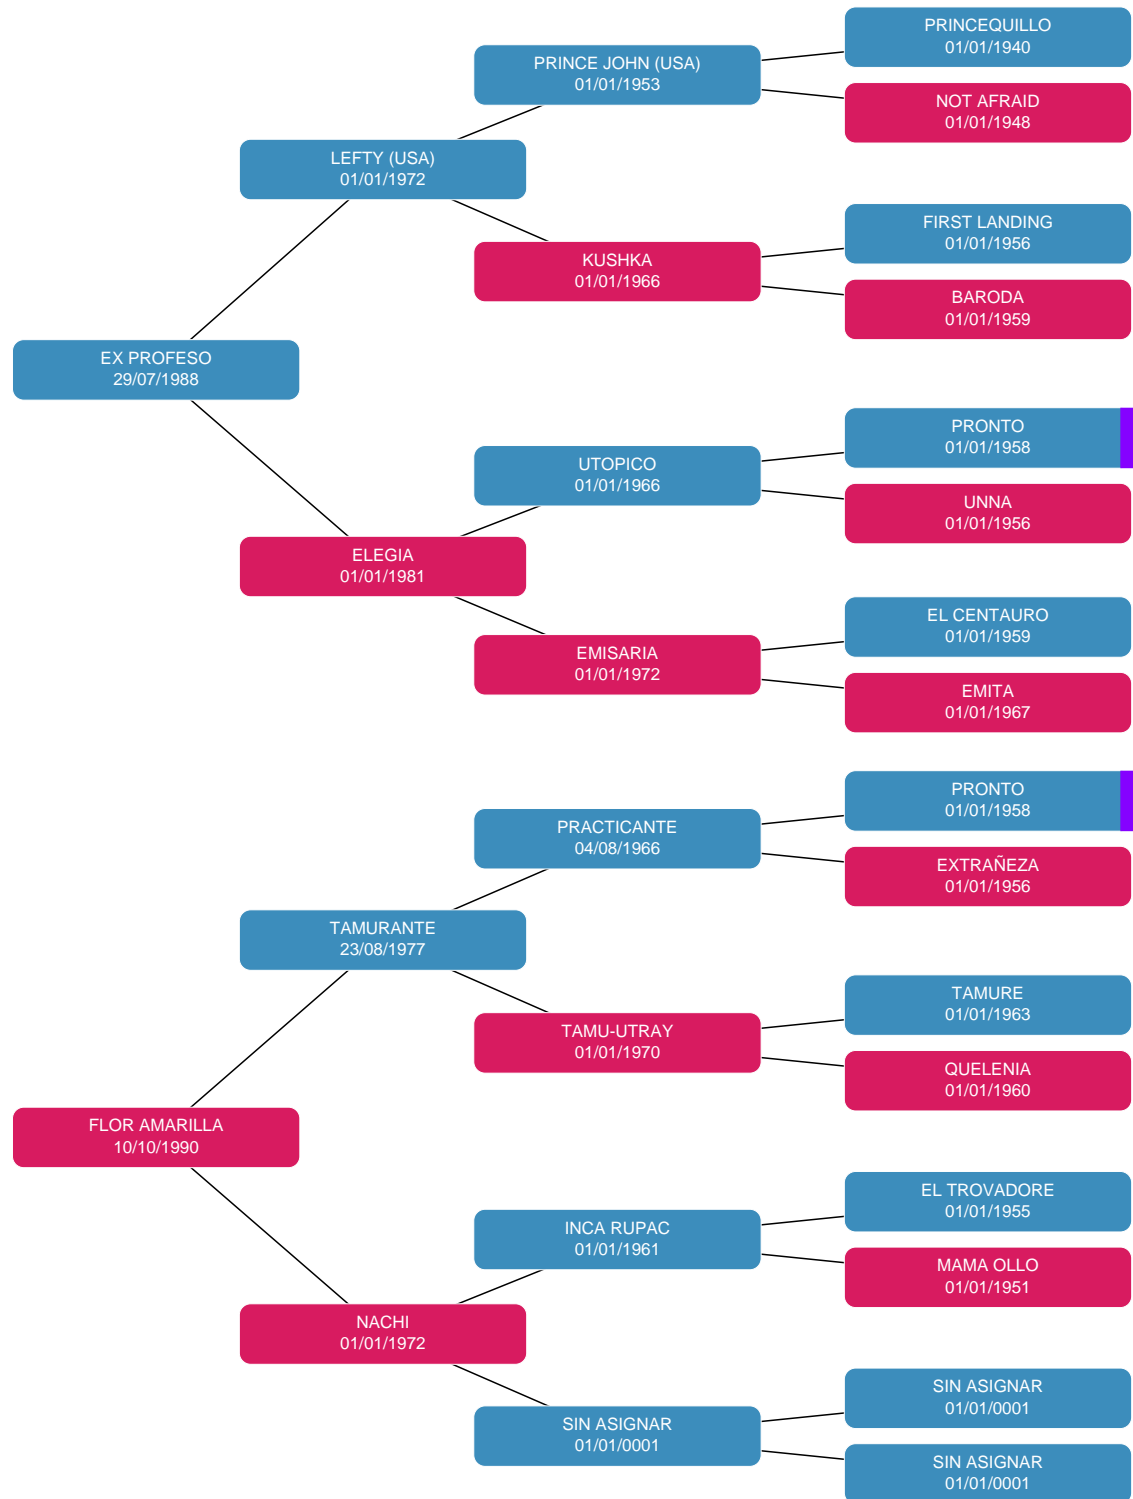 PRINCEQUILLO
01/01/1940
PRINCE JOHN (USA)
01/01/1953
NOT AFRAID
01/01/1948
LEFTY (USA)
01/01/1972
FIRST LANDING
01/01/1956
KUSHKA
01/01/1966
BARODA
01/01/1959
EX PROFESO
29/07/1988
PRONTO
01/01/1958
UTOPICO
01/01/1966
UNNA
01/01/1956
ELEGIA
01/01/1981
EL CENTAURO
01/01/1959
EMISARIA
01/01/1972
EMITA
01/01/1967
PRONTO
01/01/1958
PRACTICANTE
04/08/1966
EXTRAÑEZA
01/01/1956
TAMURANTE
23/08/1977
TAMURE
01/01/1963
TAMU-UTRAY
01/01/1970
QUELENIA
01/01/1960
FLOR AMARILLA
10/10/1990
EL TROVADORE
01/01/1955
INCA RUPAC
01/01/1961
MAMA OLLO
01/01/1951
NACHI
01/01/1972
SIN ASIGNAR
01/01/0001
SIN ASIGNAR
01/01/0001
SIN ASIGNAR
01/01/0001